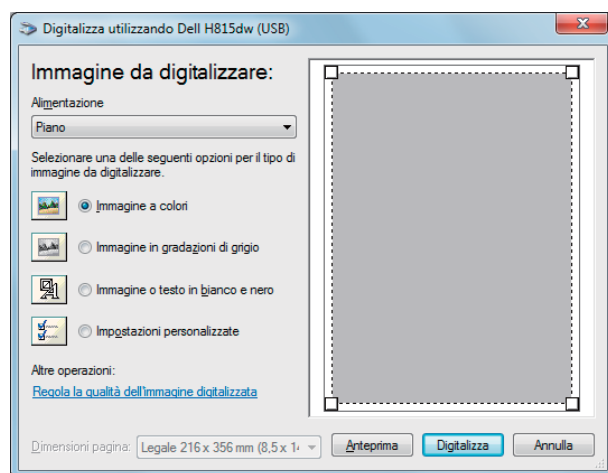 Digitalizza utilizzando Dell H815dw (USB)
Immagine da digitalizzare:
Alimentazione
Piano
Selezionare una delle seguenti opzioni per il tipo di
immagine da digitalizzare.
Immagine a colori
Immagine in gradazioni di grigio
Immagine o testo in bianco e nero
Impostazioni personalizzate
Altre operazioni:
Regola la qualità dell'immagine digitalizzata
Dimensioni pagina: Legale 216 x 356 mm (8,5 x 14
Anteprima Digitalizza Annulla